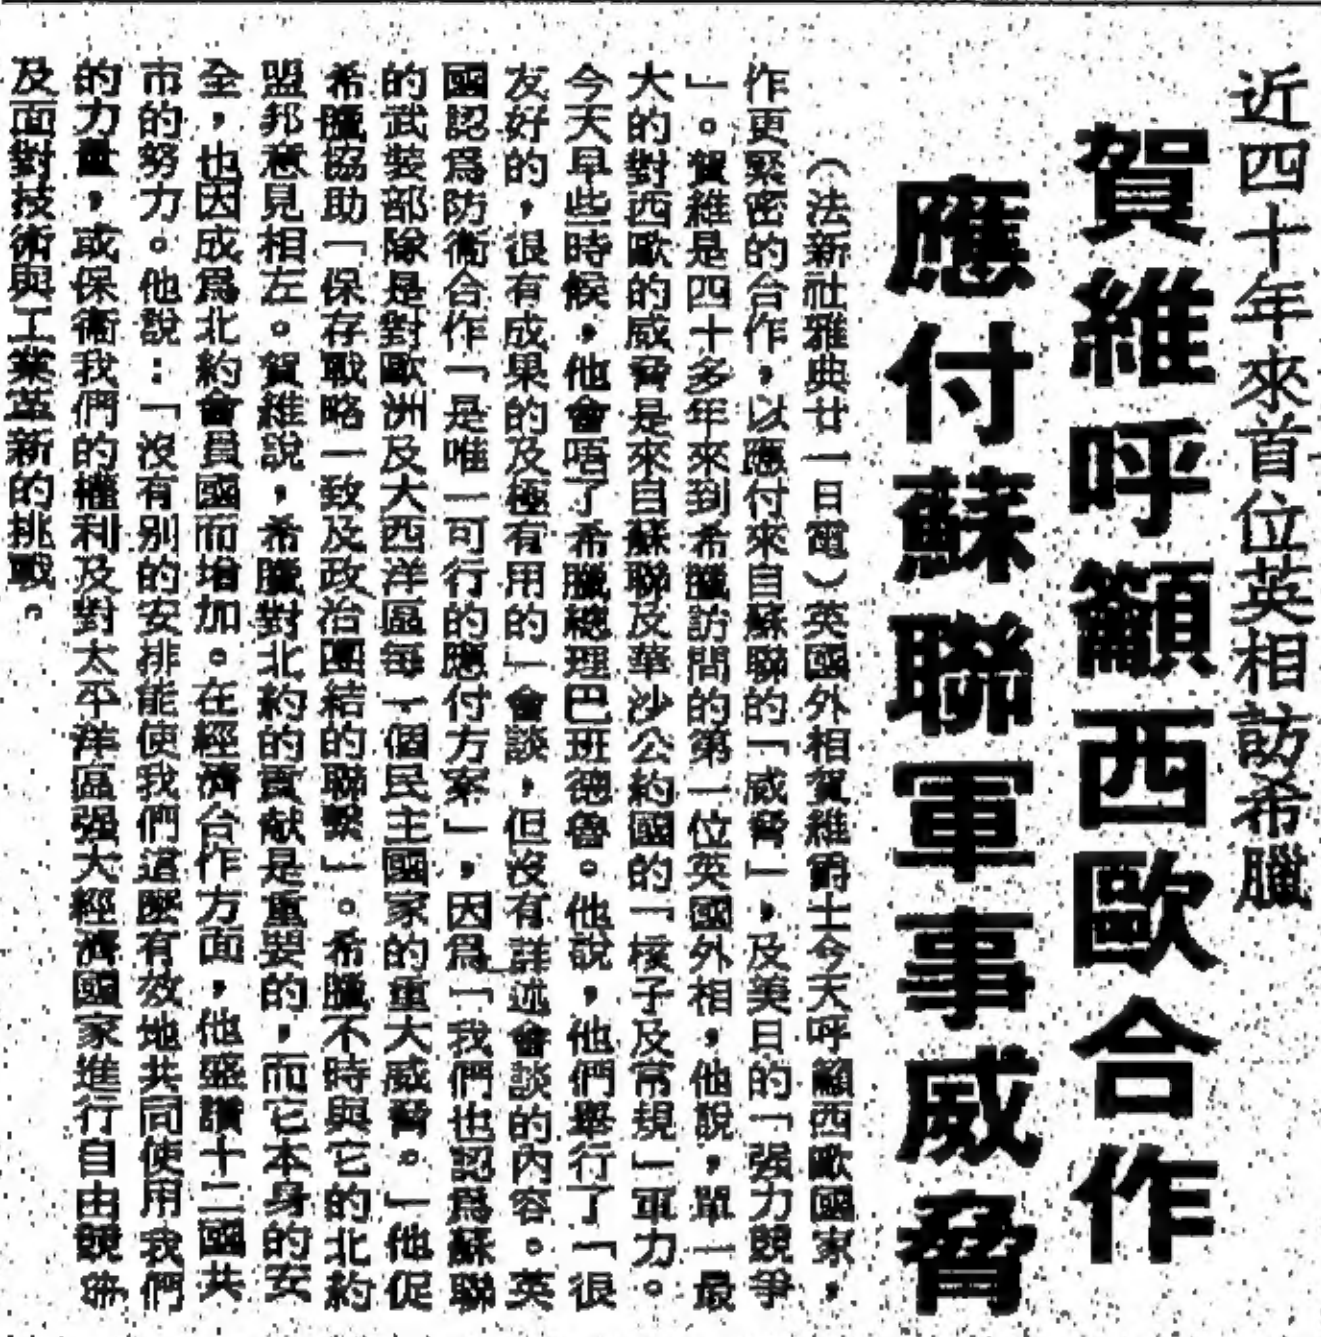 近四十年來首位英相訪希臘
賀維呼籲西歐合作
應付蘇聯軍事威脅
（法新社雅典廿一日電）英國外相賀維爵士今天呼籲西歐國家，
作更緊密的合作，以應付來自蘇聯的「威脅」，及美日的「强力競爭
」。賀維是四十多年來到希臘訪問的第一位英國外相，他說，單一最
大的對西歐的威脅是來自蘇聯及華沙公約國的「核子及常規」軍力。
今天早些時候，他會唔了希臘總理巴班德魯。他說，他們舉行了「很
友好的，很有成果的及極有用的」會談，但沒有詳述會談的內容。英
國認爲防衞合作「是唯一可行的應付方案」，因爲「我們也認爲蘇聯
的武裝部隊是對歐洲及大西洋區每一個民主國家的重大威脅。」他促
希臘協助「保存戰略一致及政治團結的聯繫」。希臘不時與它的北約
盟邦意見相左。賀維說，希臘對北約的貢献是重要的，而它本身的安
全，也因成爲北約會員國而增加。在經濟合作方面，他盛讚十二國共
市的努力。他說：「沒有别的安排能使我們這麽有效地共同使用我們
的力量，或保衞我們的權利及對太平洋區强大經濟國家進行自由競爭
及面對技術與工業革新的挑戰。